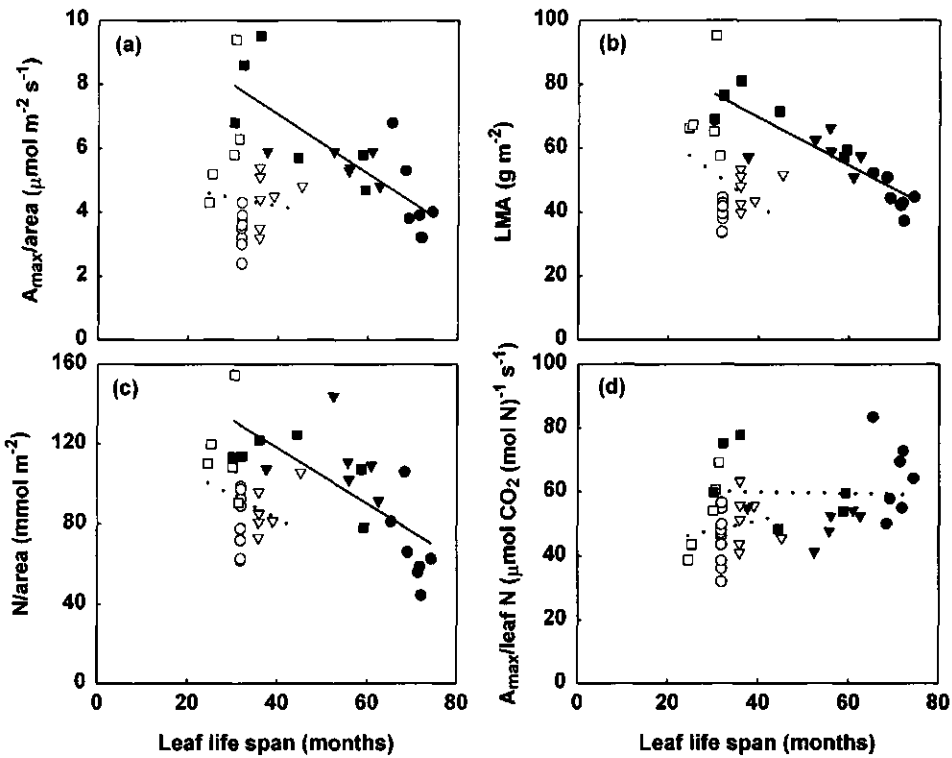 (a)
10
8
6
4
2
0
A_max/area (μmol m⁻² s⁻¹)
(b)
100
80
60
40
20
0
LMA (g m⁻²)
(c)
160
120
80
40
0
N/area (mmol m⁻²)
0 20 40 60 80
Leaf life span (months)
(d)
100
80
60
40
20
0
A_max/leaf N (μmol CO₂ (mol N)⁻¹ s⁻¹)
0 20 40 60 80
Leaf life span (months)